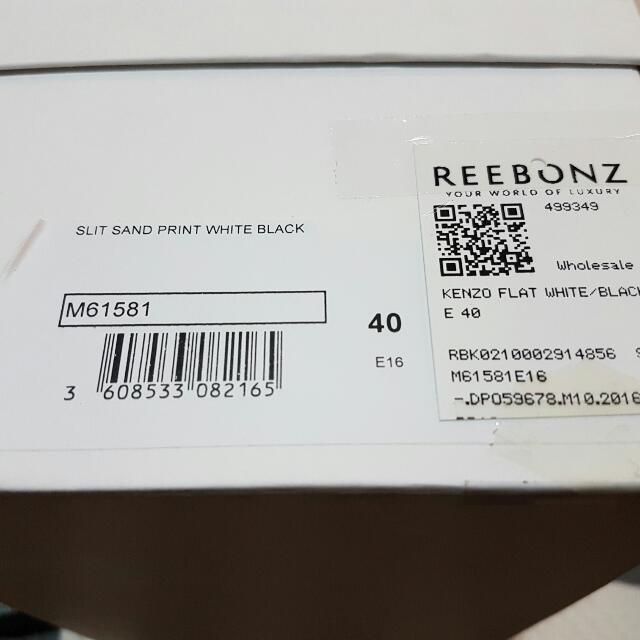 SLIT SAND PRINT WHITE BLACK
M61581
40
E16
3 608533 082165
REEBONZ
YOUR WORLD OF LUXURY
499349
Wholesale
KENZO FLAT WHITE/BLACK
E 40
RBK0210002914856
M61581E16
-.DPO59678.M10.2016